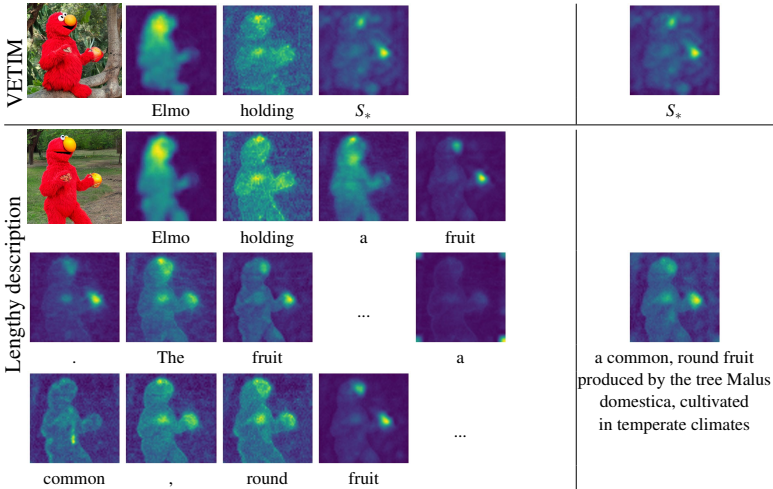 VETIM
Elmo holding S* S*
Lengthy description
Elmo holding a fruit
. The fruit ... a
a common, round fruit
produced by the tree Malus
domestica, cultivated
in temperate climates
common , round fruit ...